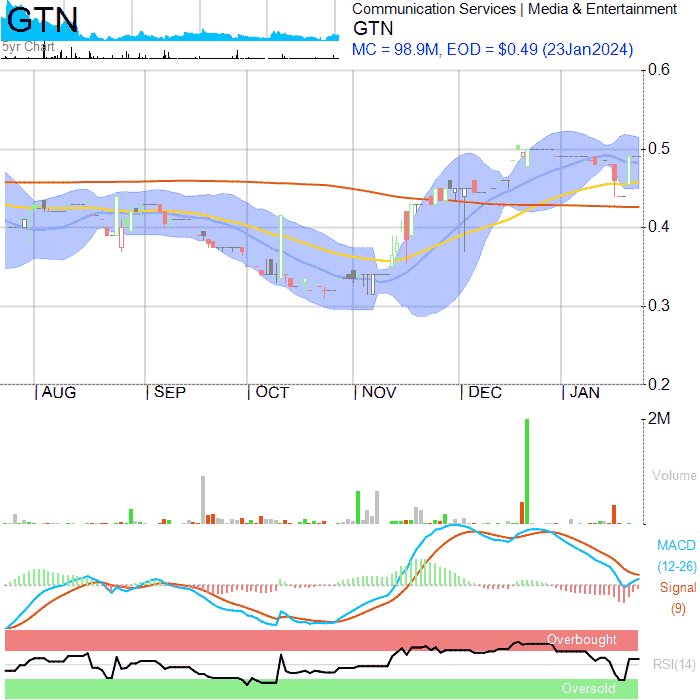 GTN
5yr Chart
Communication Services | Media & Entertainment
GTN
MC = 98.9M, EOD = $0.49 (23Jan2024)
0.6
0.5
0.4
0.3
0.2
AUG
SEP
OCT
NOV
DEC
JAN
2M
Volume
MACD
(12-26)
Signal
(9)
Overbought
RSI(14)
Oversold